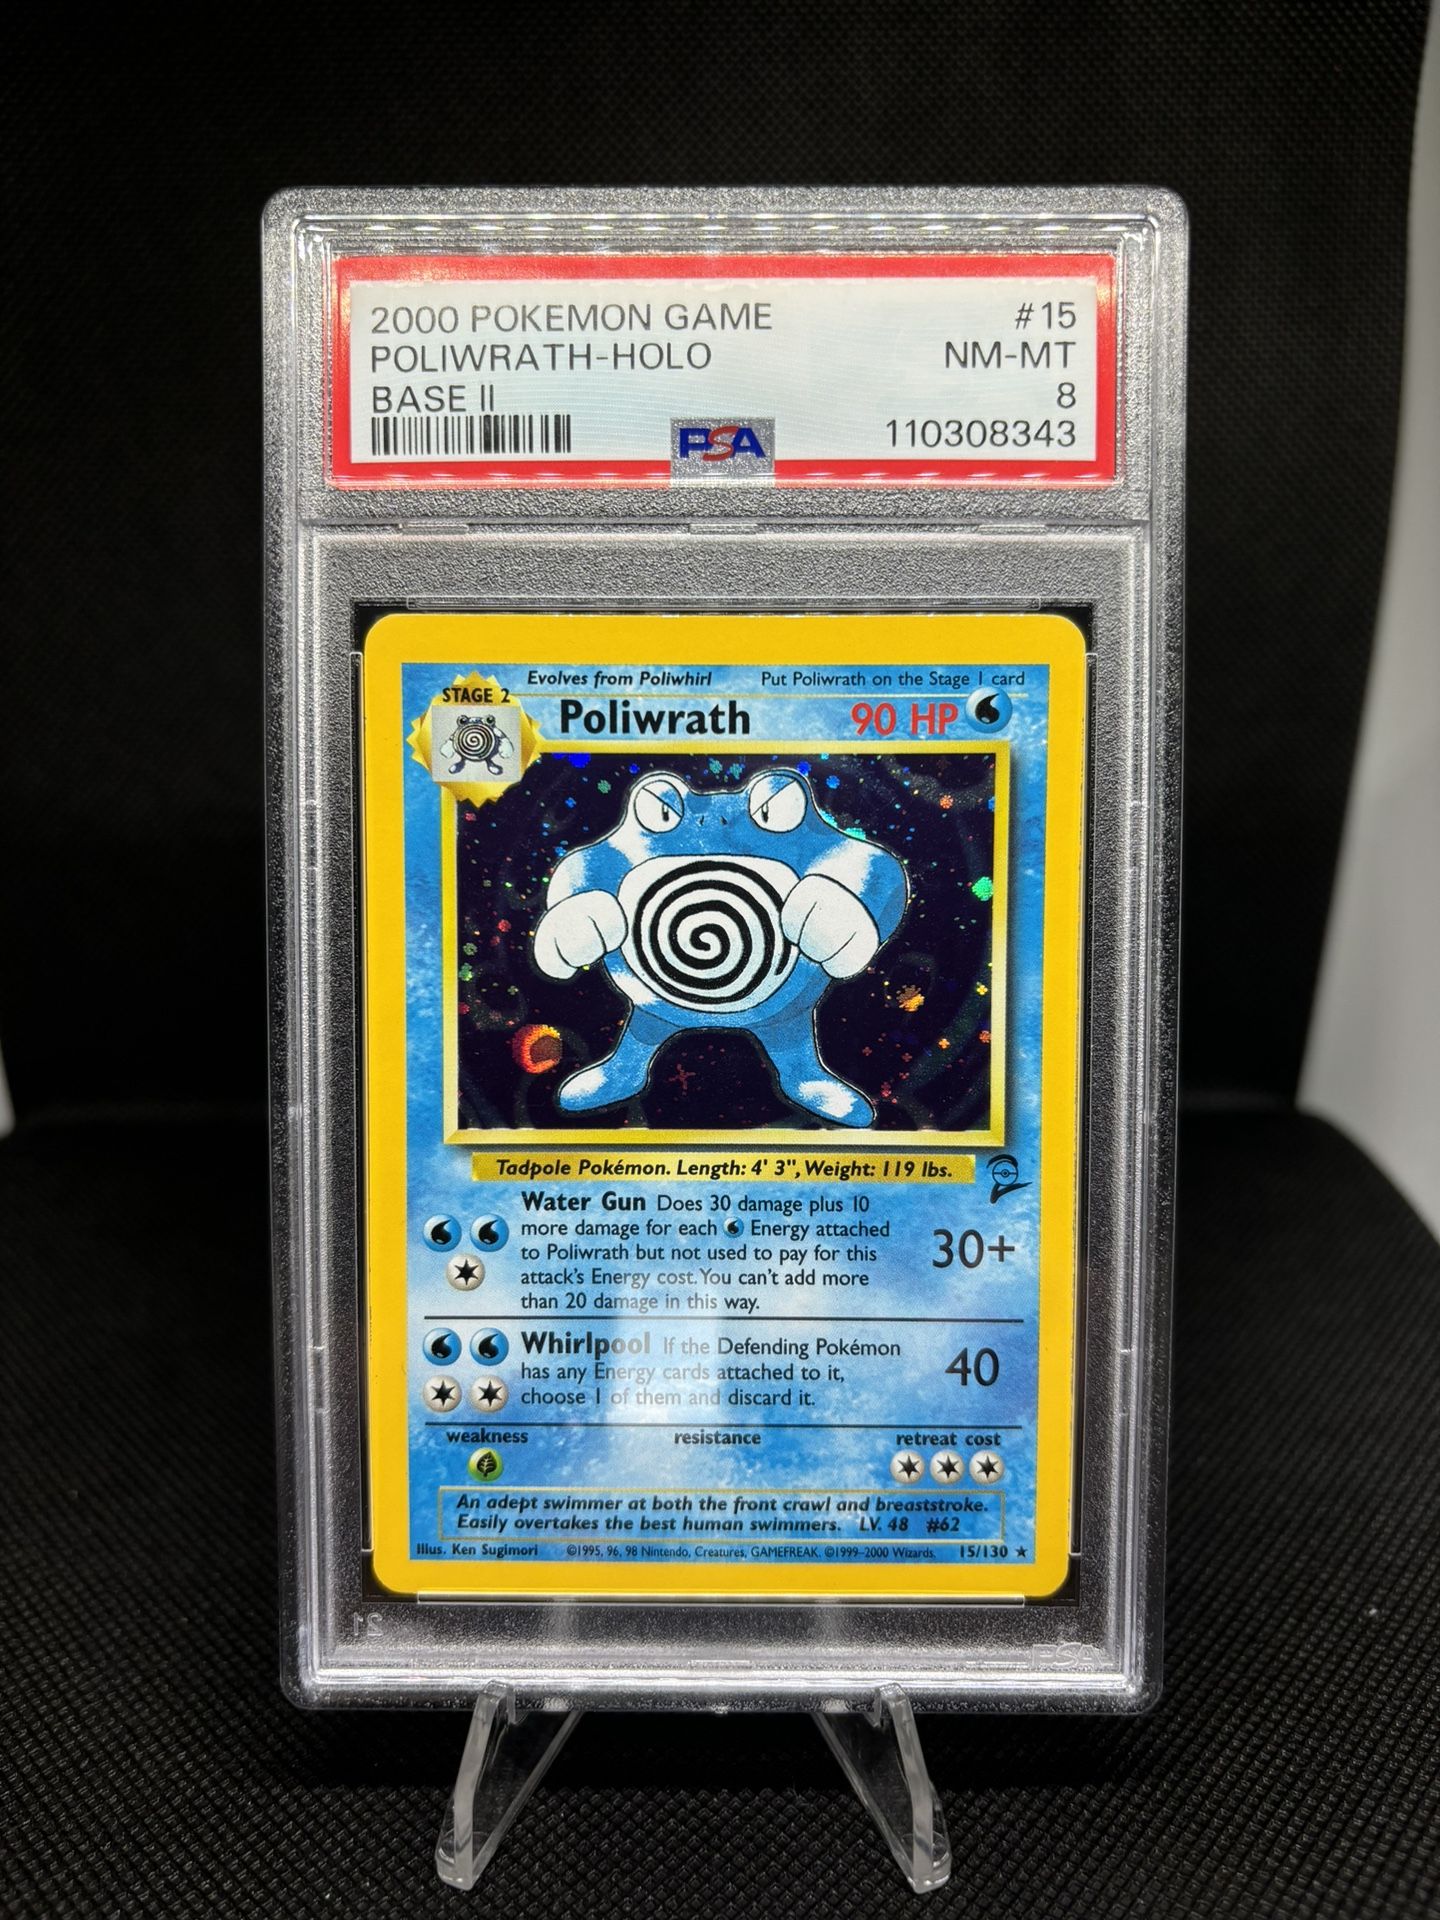 2000 POKEMON GAME #15
POLIWRATH-HOLO NM-MT
BASE II 8
PSA 110308343
Evolves from Poliwhirl Put Poliwrath on the Stage 1 card
STAGE 2
Poliwrath 90 HP
Tadpole Pokémon. Length: 4' 3", Weight: 119 lbs.
Water Gun Does 30 damage plus 10
more damage for each Energy attached
to Poliwrath but not used to pay for this
attack's Energy cost. You can't add more
than 20 damage in this way.
30+
Whirlpool If the Defending Pokémon
has any Energy cards attached to it,
choose 1 of them and discard it.
40
weakness resistance retreat cost
An adept swimmer at both the front crawl and breaststroke.
Easily overtakes the best human swimmers. LV. 48 #62
Illus. Ken Sugimori ©1995, 96, 98 Nintendo, Creatures, GAMEFREAK. ©1999–2000 Wizards. 15/130 ★
21
PSA